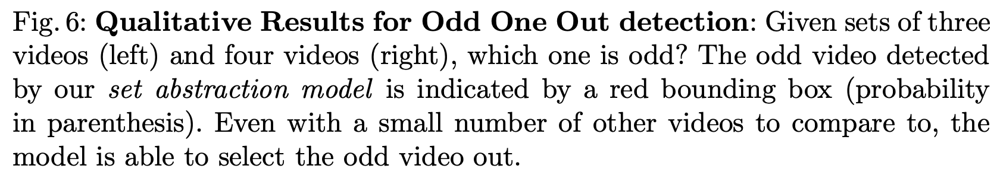 Fig. 6: Qualitative Results for Odd One Out detection: Given sets of three
videos (left) and four videos (right), which one is odd? The odd video detected
by our set abstraction model is indicated by a red bounding box (probability
in parenthesis). Even with a small number of other videos to compare to, the
model is able to select the odd video out.